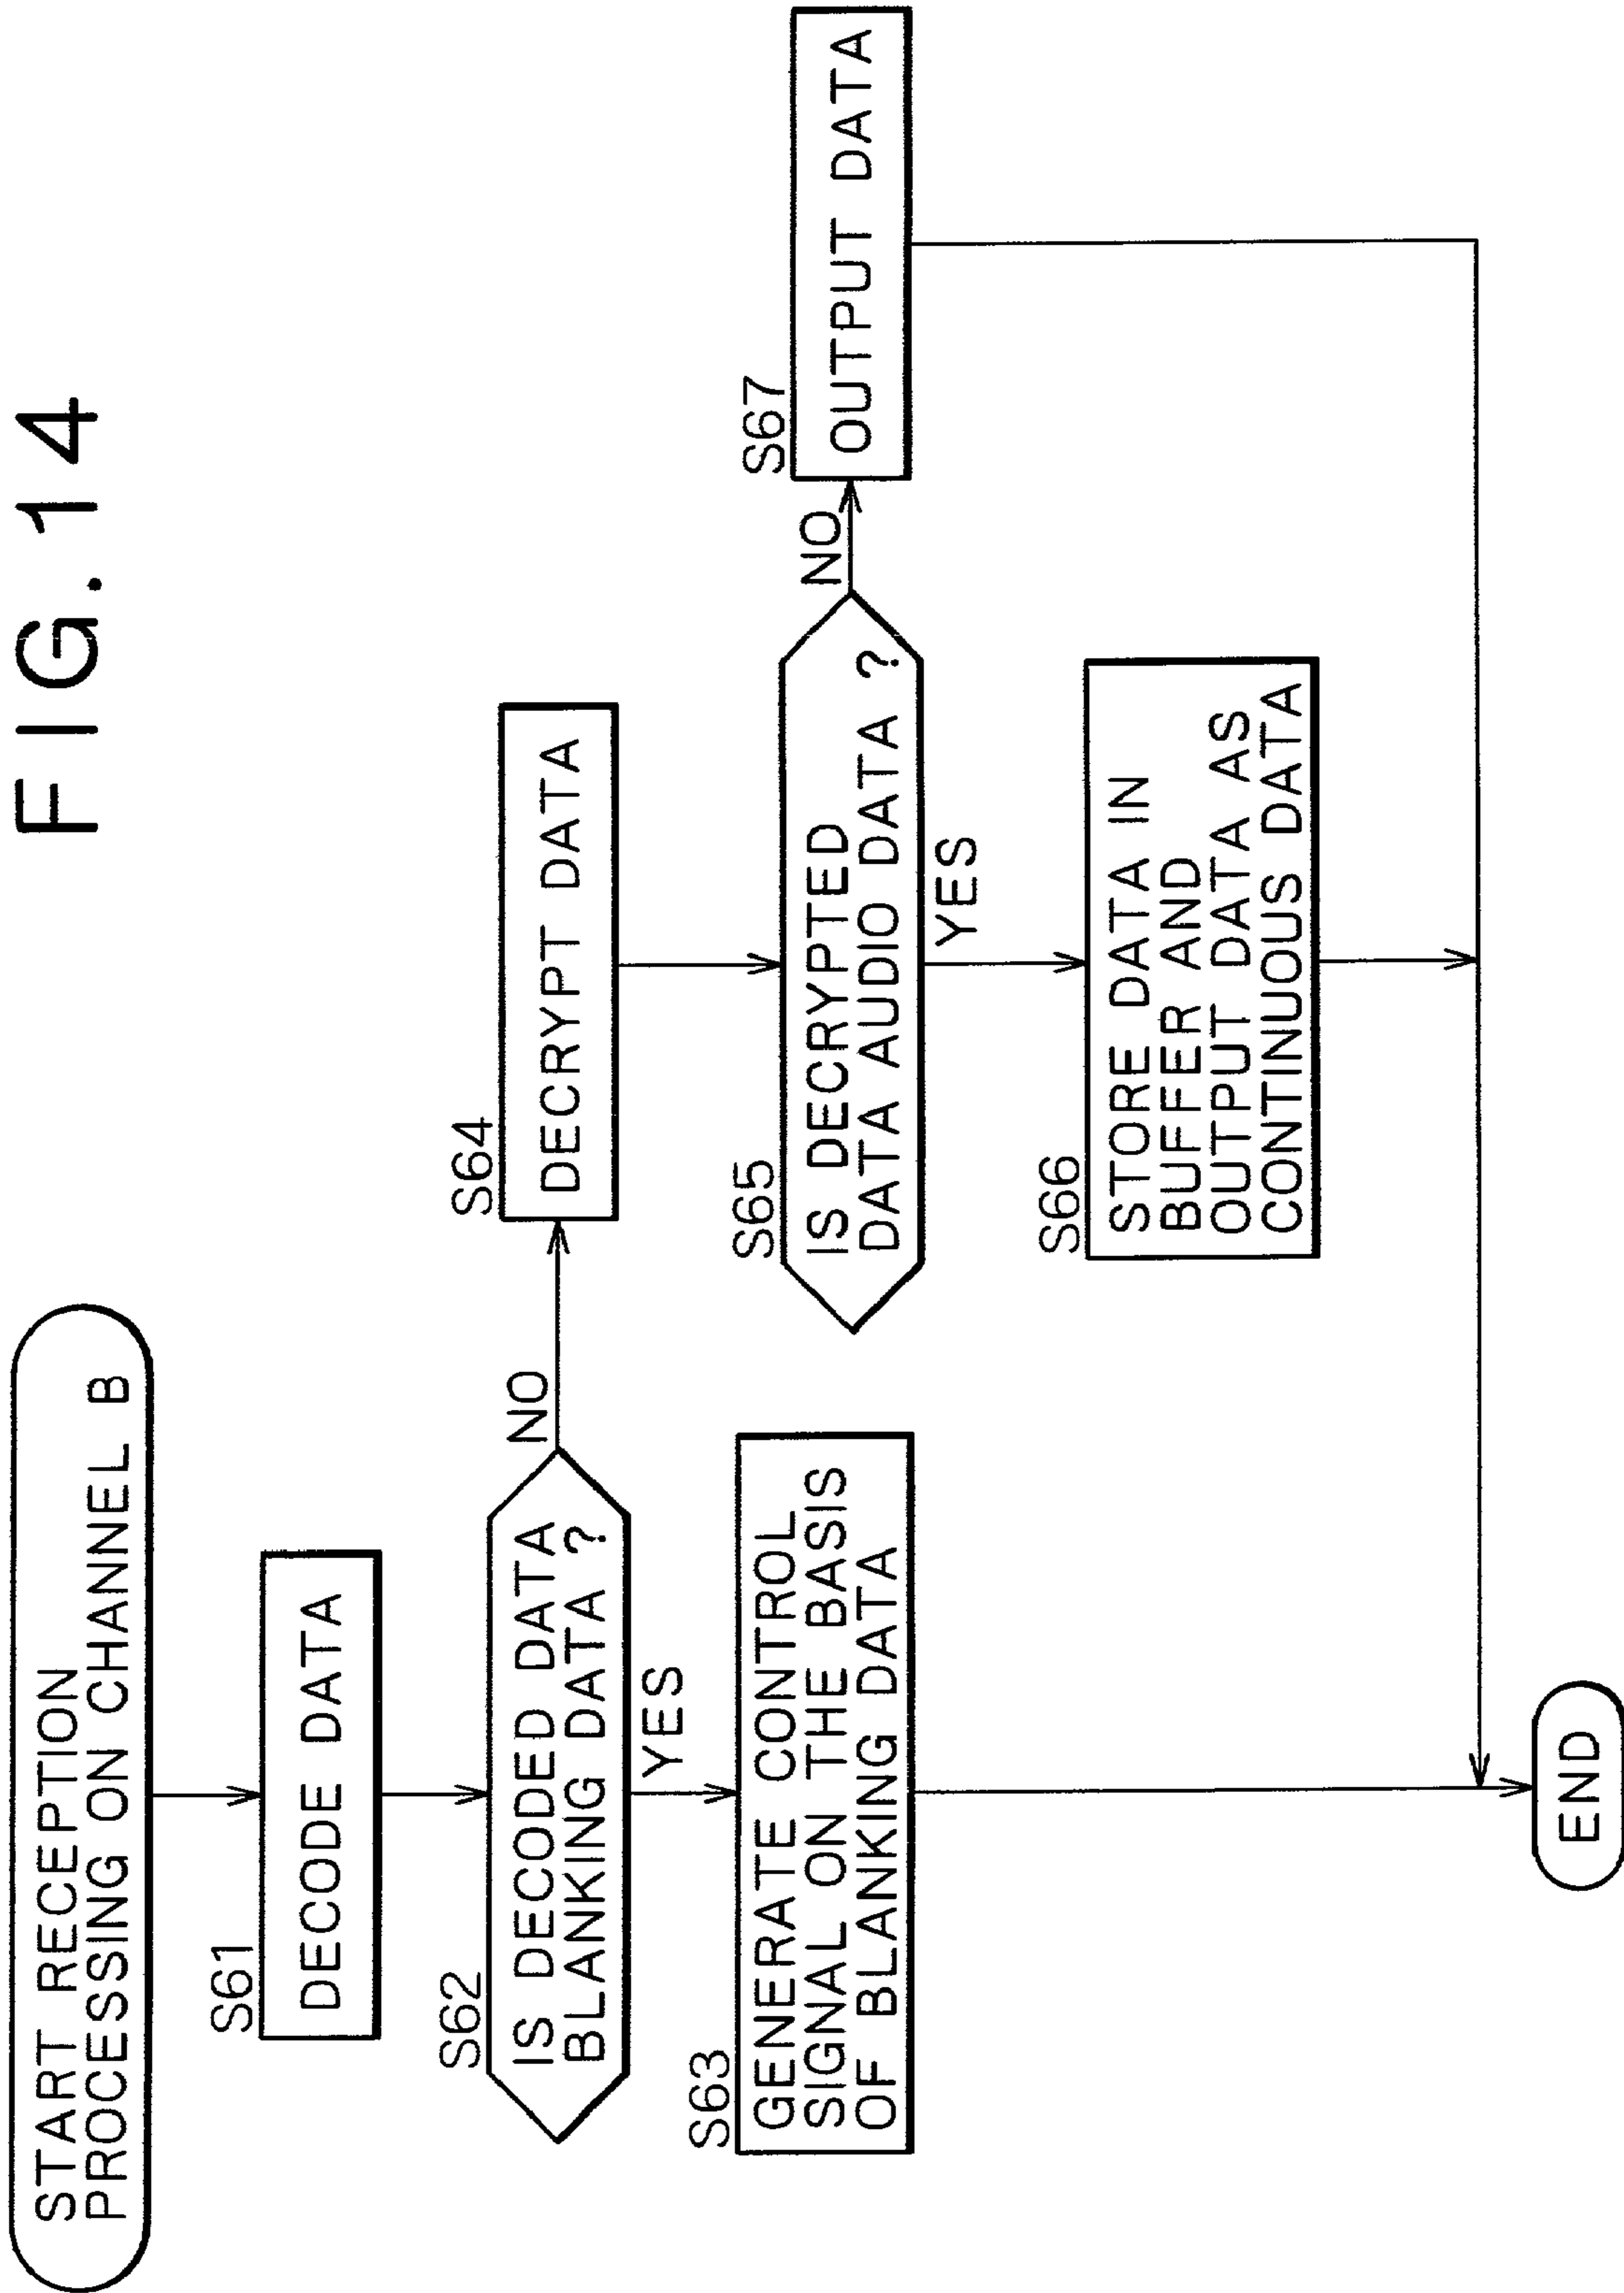 FIG. 14
START RECEPTION
PROCESSING ON CHANNEL B
S61
DECODE DATA
S62
IS DECODED DATA
BLANKING DATA ?
NO
YES
S63
GENERATE CONTROL
SIGNAL ON THE BASIS
OF BLANKING DATA
S64
DECRYPT DATA
S65
IS DECRYPTED
DATA AUDIO DATA ?
NO
YES
S66
STORE DATA IN
BUFFER AND
OUTPUT DATA AS
CONTINUOUS DATA
S67
OUTPUT DATA
END